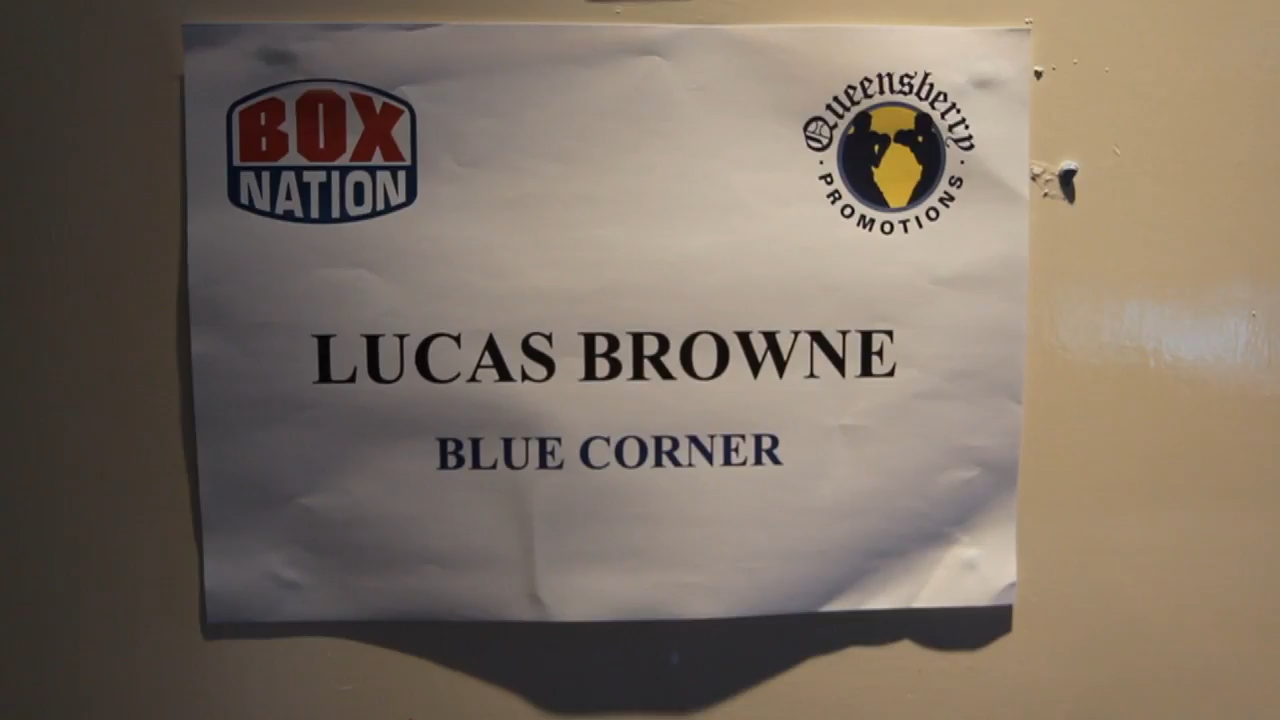 BOX
NATION
Queensberry
PROMOTIONS
LUCAS BROWNE
BLUE CORNER